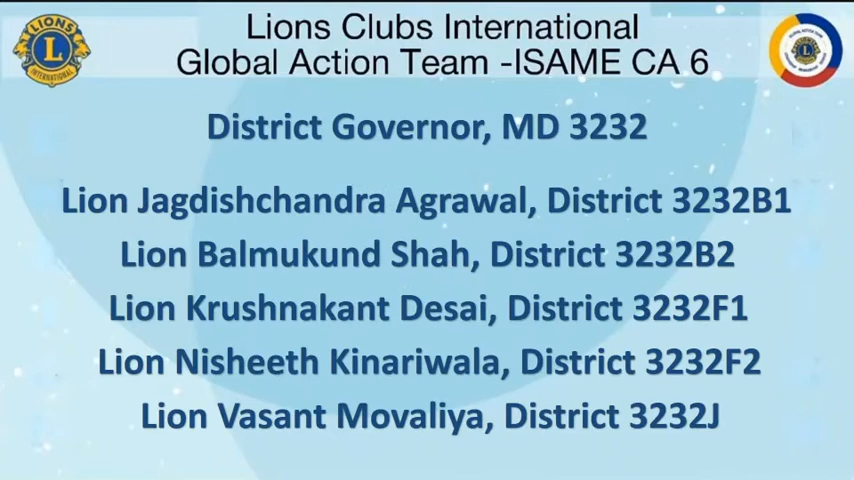 Lions Clubs International
Global Action Team -ISAME CA 6
LIONS
L
INTERNATIONAL
District Governor, MD 3232
Lion Jagdishchandra Agrawal, District 3232B1
Lion Balmukund Shah, District 3232B2
Lion Krushnakant Desai, District 3232F1
Lion Nisheeth Kinariwala, District 3232F2
Lion Vasant Movaliya, District 3232J